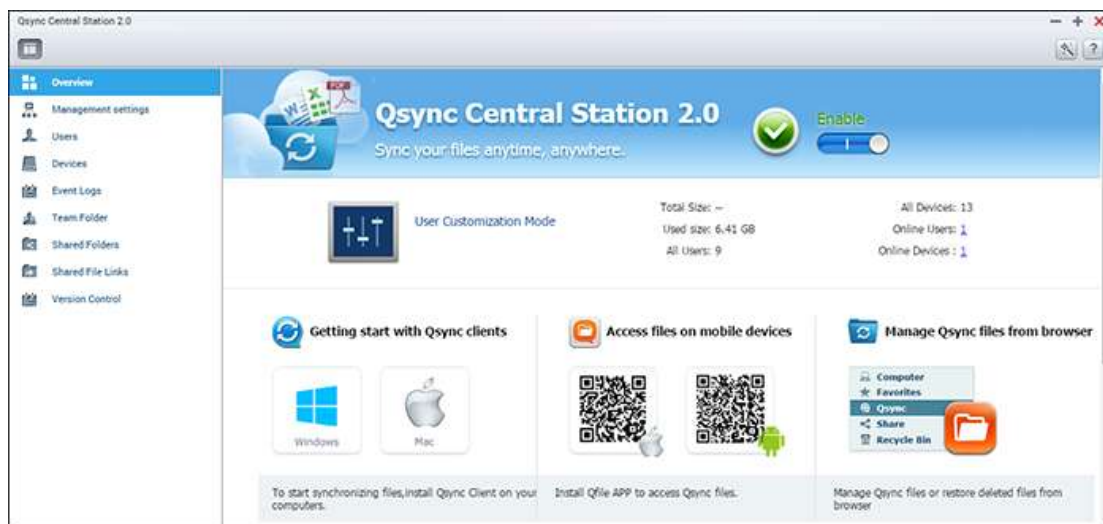 Qsync Central Station 2.0
Overview
Management settings
Users
Devices
Event Logs
Team Folder
Shared Folders
Shared File Links
Version Control
PDF
W
X
Qsync Central Station 2.0
Sync your files anytime, anywhere.
Enable
User Customization Mode
Total Size: --
Used size: 6.41 GB
All Users: 9
All Devices: 13
Online Users: 1
Online Devices : 1
Getting start with Qsync clients
Windows
Mac
To start synchronizing files,install Qsync Client on your
computers.
Access files on mobile devices
Install Qfile APP to access Qsync files.
Manage Qsync files from browser
Computer
Favorites
Qsync
Share
Recycle Bin
Manage Qsync files or restore deleted files from
browser